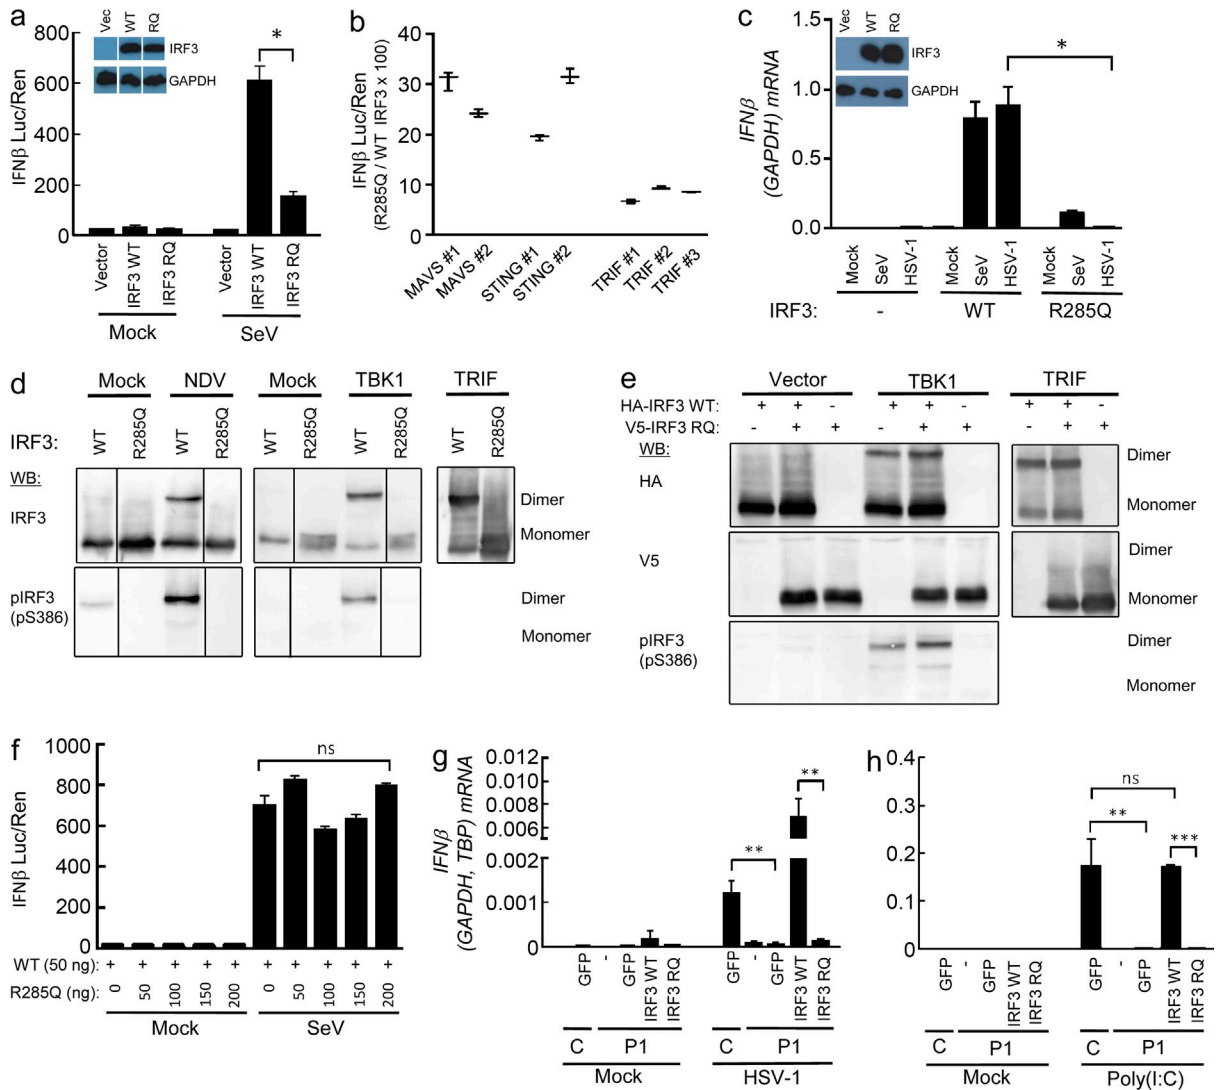 a
Vec
WT
RQ
IRF3
GAPDH
*
IFNβ Luc/Ren
800
600
400
200
0
Vector
IRF3 WT
IRF3 RQ
Vector
IRF3 WT
IRF3 RQ
Mock
SeV
b
IFNβ Luc/Ren
(R285Q / WT IRF3 x 100)
40
30
20
10
0
MAVS #1
MAVS #2
STING #1
STING #2
TRIF #1
TRIF #2
TRIF #3
c
Vec
WT
RQ
IRF3
GAPDH
*
IFNβ
(GAPDH) mRNA
1.5
1.0
0.5
0.0
Mock
SeV
HSV-1
Mock
SeV
HSV-1
Mock
SeV
HSV-1
IRF3: - WT R285Q
d
Mock NDV Mock TBK1 TRIF
IRF3: WT R285Q WT R285Q WT R285Q WT R285Q WT R285Q
WB:
IRF3
Dimer
Monomer
pIRF3
(pS386)
Dimer
Monomer
e
Vector TBK1 TRIF
HA-IRF3 WT: + + - + + - + + -
V5-IRF3 RQ: - + + - + + - + +
WB:
HA
Dimer
Monomer
V5
Dimer
Monomer
pIRF3
(pS386)
Dimer
Monomer
f
IFNβ Luc/Ren
1000
800
600
400
200
0
ns
WT (50 ng): + + + + + + + + + +
R285Q (ng): 0 50 100 150 200 0 50 100 150 200
Mock SeV
g
IFNβ
(GAPDH, TBP) mRNA
0.012
0.010
0.008
0.006
0.002
0.001
0
**
**
GFP - GFP IRF3 WT IRF3 RQ GFP - GFP IRF3 WT IRF3 RQ
C P1 C P1
Mock HSV-1
h
0.4
0.3
0.2
0.1
0
ns
**
***
GFP - GFP IRF3 WT IRF3 RQ GFP - GFP IRF3 WT IRF3 RQ
C P1 C P1
Mock Poly(I:C)